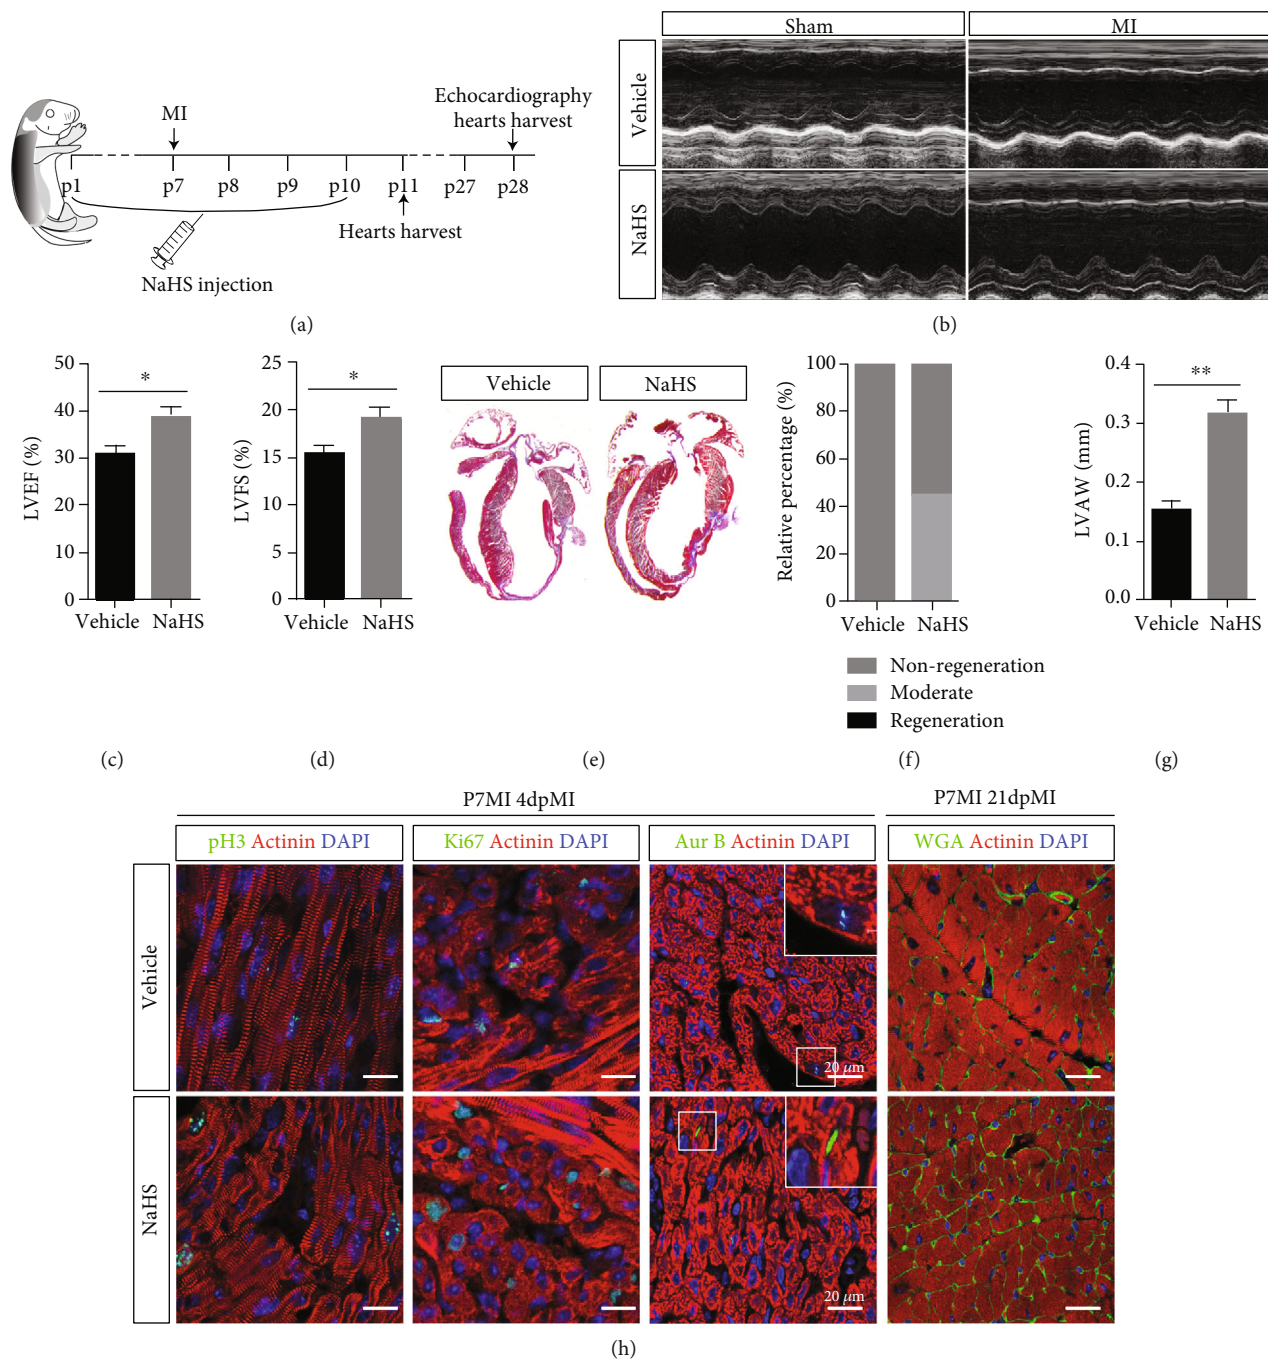 MI
Echocardiography
hearts harvest
p1
p7
p8
p9
p10
p11
p27
p28
Hearts harvest
NaHS injection
(a)
Sham
MI
Vehicle
NaHS
(b)
LVEF (%)
50
40
30
20
10
0
*
Vehicle
NaHS
(c)
LVFS (%)
25
20
15
10
5
0
*
Vehicle
NaHS
(d)
Vehicle
NaHS
(e)
Relative percentage (%)
100
80
60
40
20
0
Vehicle
NaHS
Non-regeneration
Moderate
Regeneration
(f)
LVAW (mm)
0.4
0.3
0.2
0.1
0.0
**
Vehicle
NaHS
(g)
P7MI 4dpMI
P7MI 21dpMI
pH3 Actinin DAPI
Ki67 Actinin DAPI
Aur B Actinin DAPI
WGA Actinin DAPI
Vehicle
20 μm
NaHS
20 μm
(h)